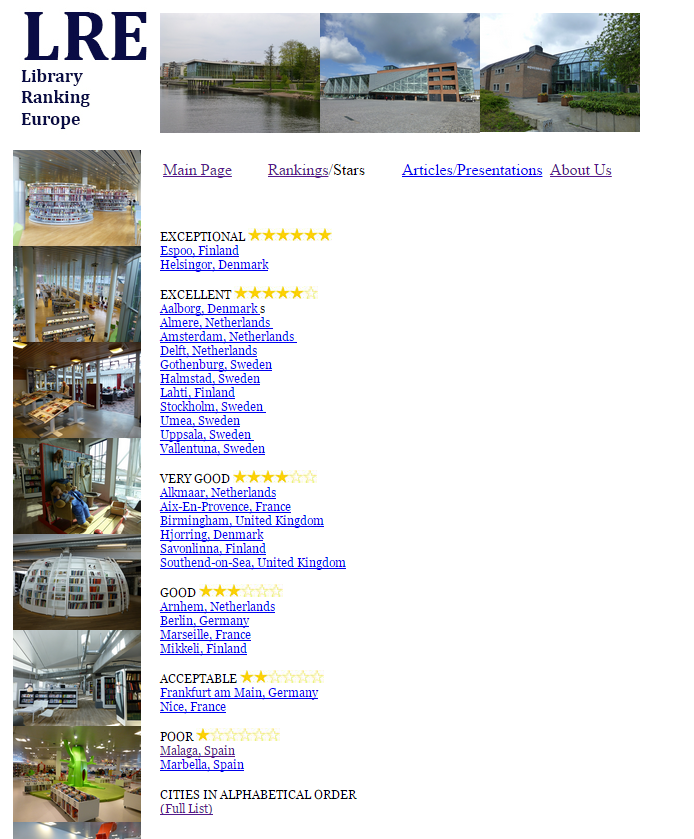 LRE
Library
Ranking
Europe
Main Page Rankings/Stars Articles/Presentations About Us
EXCEPTIONAL
Espoo, Finland
Helsingor, Denmark
EXCELLENT
Aalborg, Denmark s
Almere, Netherlands
Amsterdam, Netherlands
Delft, Netherlands
Gothenburg, Sweden
Halmstad, Sweden
Lahti, Finland
Stockholm, Sweden
Umea, Sweden
Uppsala, Sweden
Vallentuna, Sweden
VERY GOOD
Alkmaar, Netherlands
Aix-En-Provence, France
Birmingham, United Kingdom
Hjorring, Denmark
Savonlinna, Finland
Southend-on-Sea, United Kingdom
GOOD
Arnhem, Netherlands
Berlin, Germany
Marseille, France
Mikkeli, Finland
ACCEPTABLE
Frankfurt am Main, Germany
Nice, France
POOR
Malaga, Spain
Marbella, Spain
CITIES IN ALPHABETICAL ORDER
(Full List)